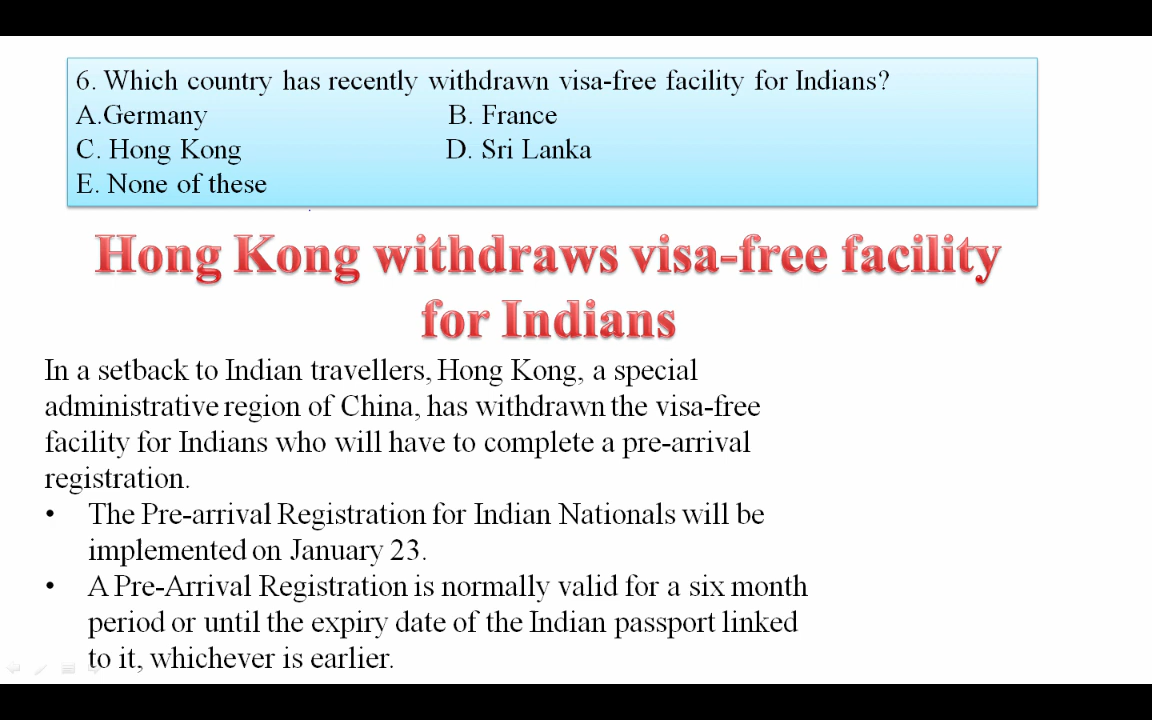 6. Which country has recently withdrawn visa-free facility for Indians?
A.Germany B. France
C. Hong Kong D. Sri Lanka
E. None of these
Hong Kong withdraws visa-free facility
for Indians
In a setback to Indian travellers, Hong Kong, a special
administrative region of China, has withdrawn the visa-free
facility for Indians who will have to complete a pre-arrival
registration.
• The Pre-arrival Registration for Indian Nationals will be
implemented on January 23.
• A Pre-Arrival Registration is normally valid for a six month
period or until the expiry date of the Indian passport linked
to it, whichever is earlier.